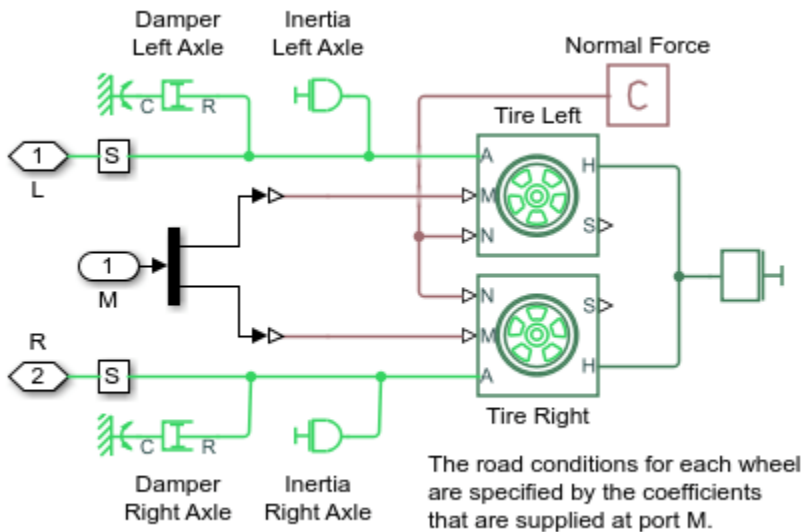 Damper
Left Axle
Inertia
Left Axle
Normal Force
C
C
R
Tire Left
1
S
A
H
L
M
S
N
1
M
N
S
R
M
2
S
A
H
C
R
Tire Right
Damper
Right Axle
Inertia
Right Axle
The road conditions for each wheel
are specified by the coefficients
that are supplied at port M.